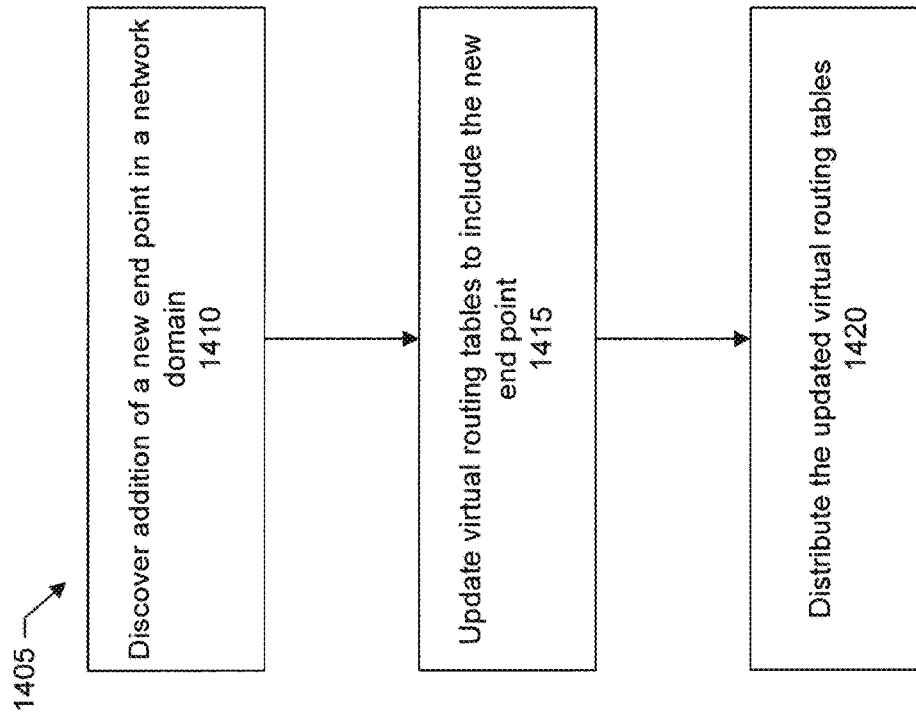 1405
Discover addition of a new end point in a network
domain
1410
Update virtual routing tables to include the new
end point
1415
Distribute the updated virtual routing tables
1420